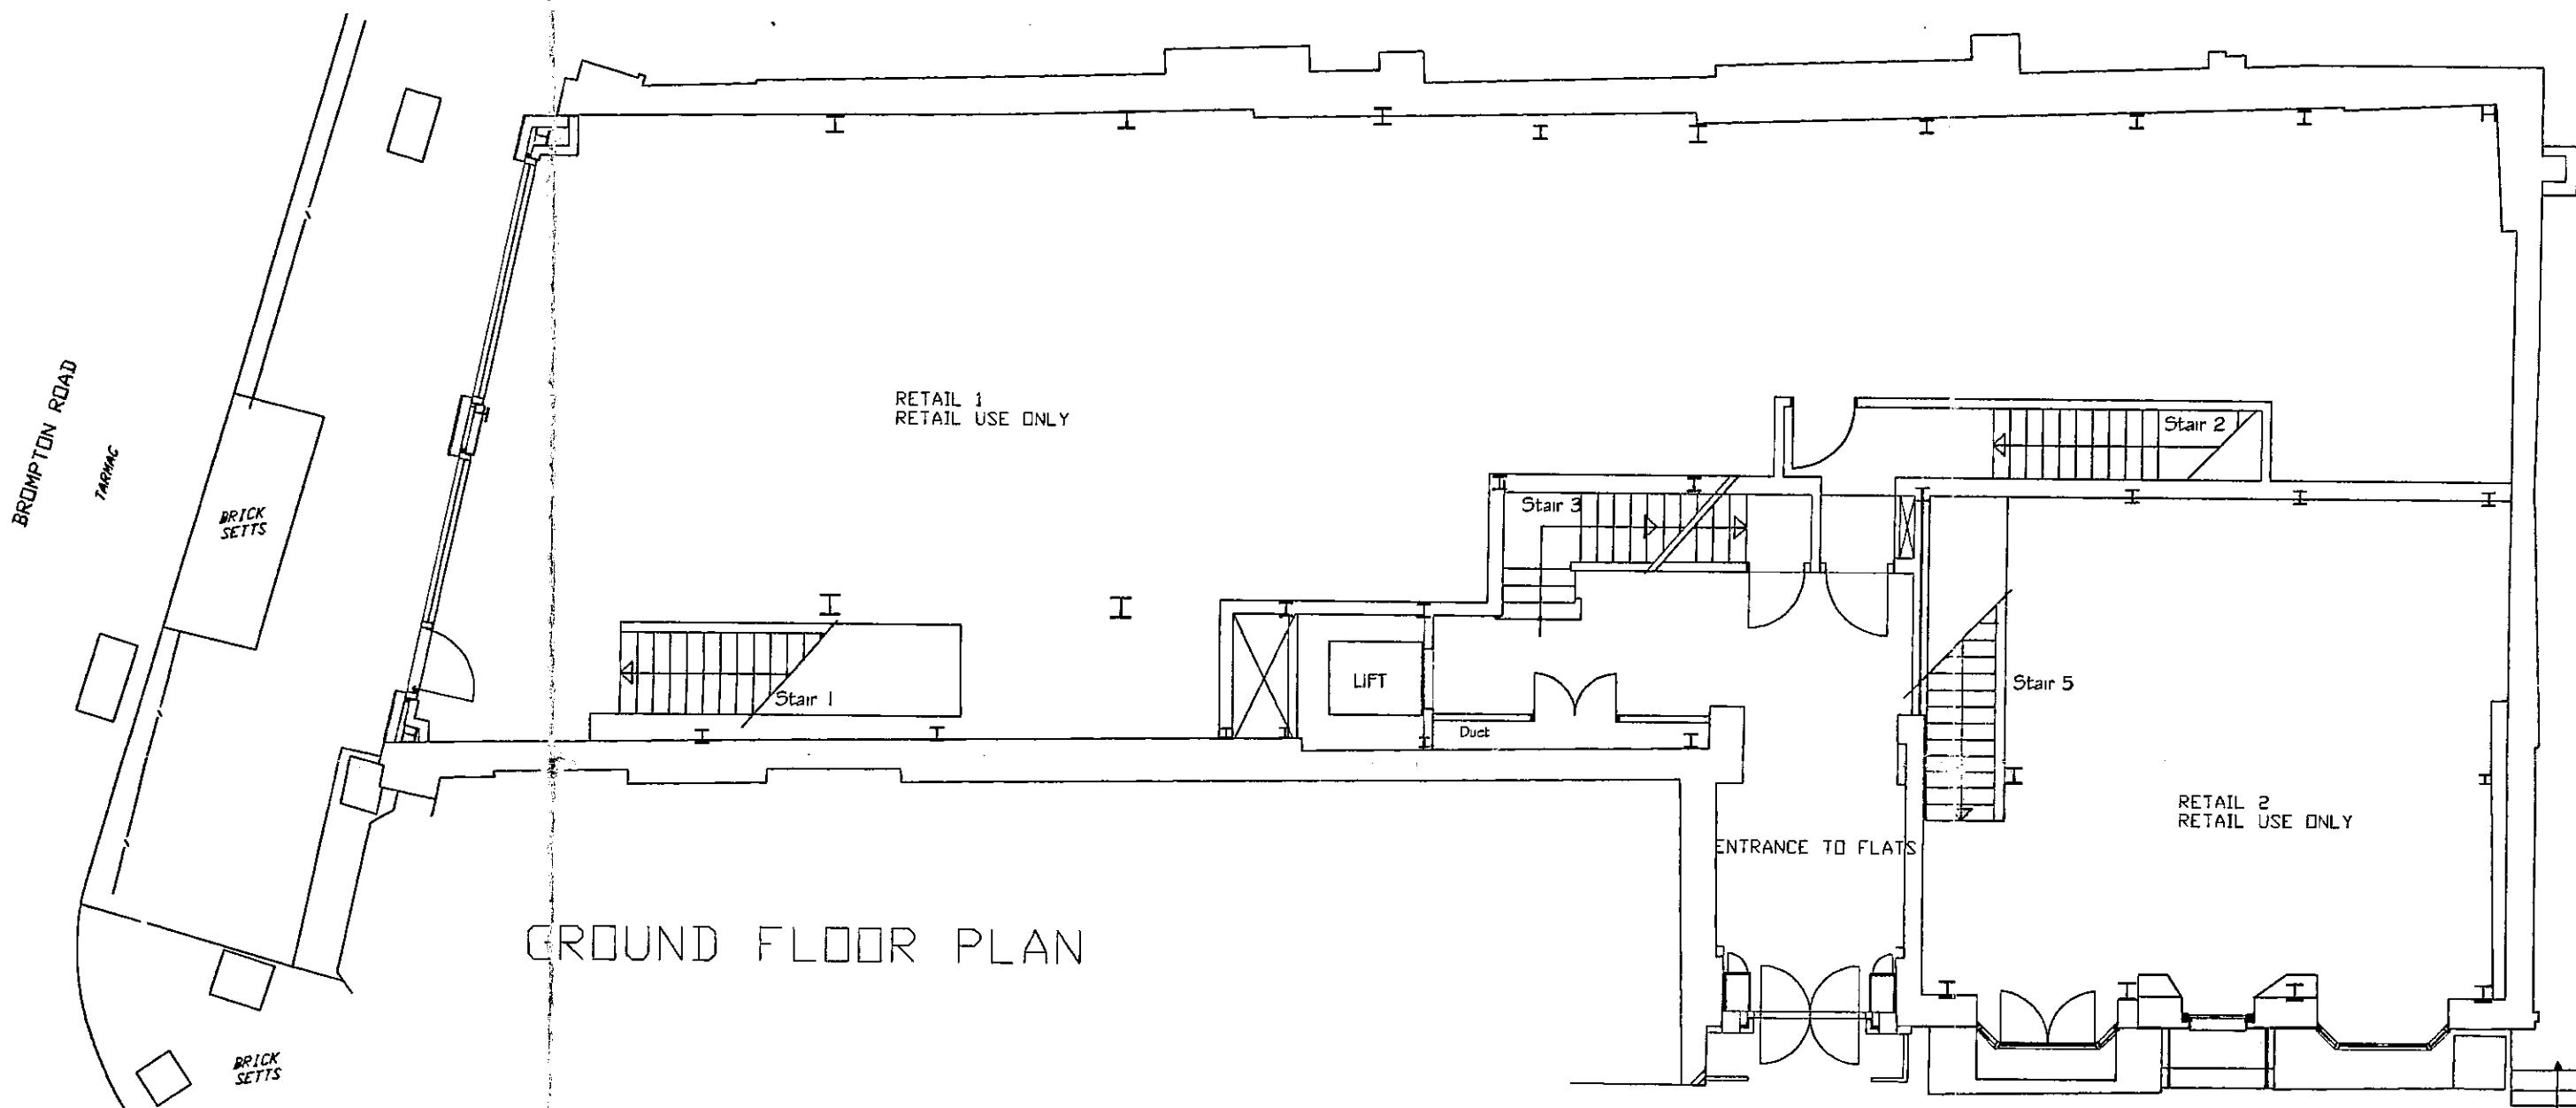 BROMPTON ROAD
TARMAC
BRICK
SETTS
RETAIL 1
RETAIL USE ONLY
Stair 1
LIFT
Duct
Stair 3
Stair 2
Stair 5
RETAIL 2
RETAIL USE ONLY
ENTRANCE TO FLATS
GROUND FLOOR PLAN
BRICK
SETTS